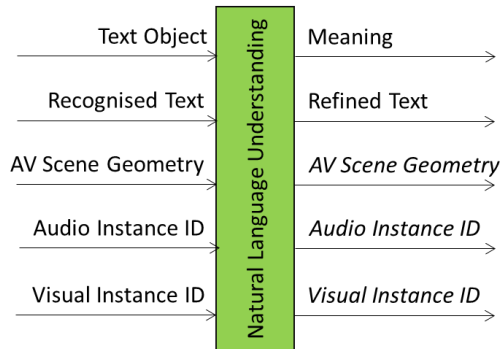 Text Object
Meaning
Recognised Text
Refined Text
AV Scene Geometry
AV Scene Geometry
Audio Instance ID
Audio Instance ID
Visual Instance ID
Visual Instance ID
Natural Language Understanding